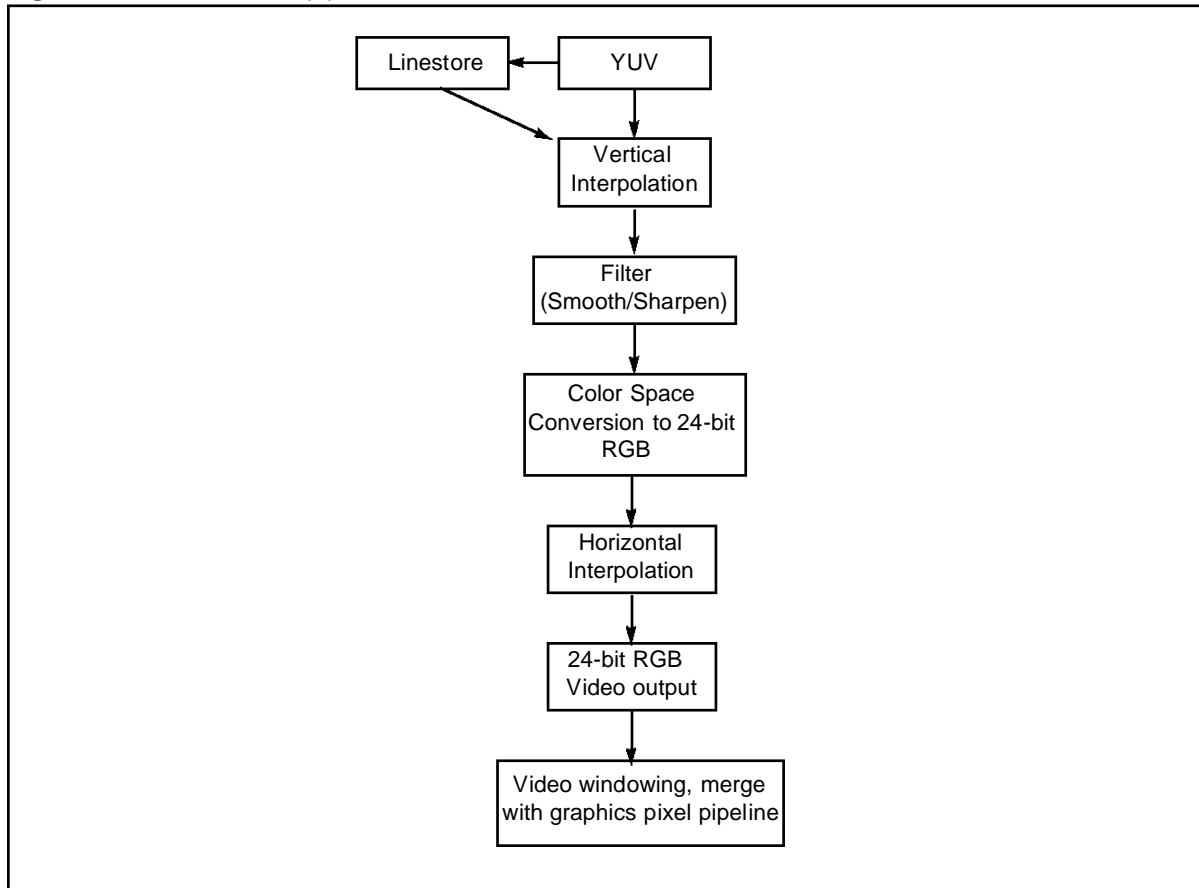 Linestore
YUV
Vertical
Interpolation
Filter
(Smooth/Sharpen)
Color Space
Conversion to 24-bit
RGB
Horizontal
Interpolation
24-bit RGB
Video output
Video windowing, merge
with graphics pixel pipeline